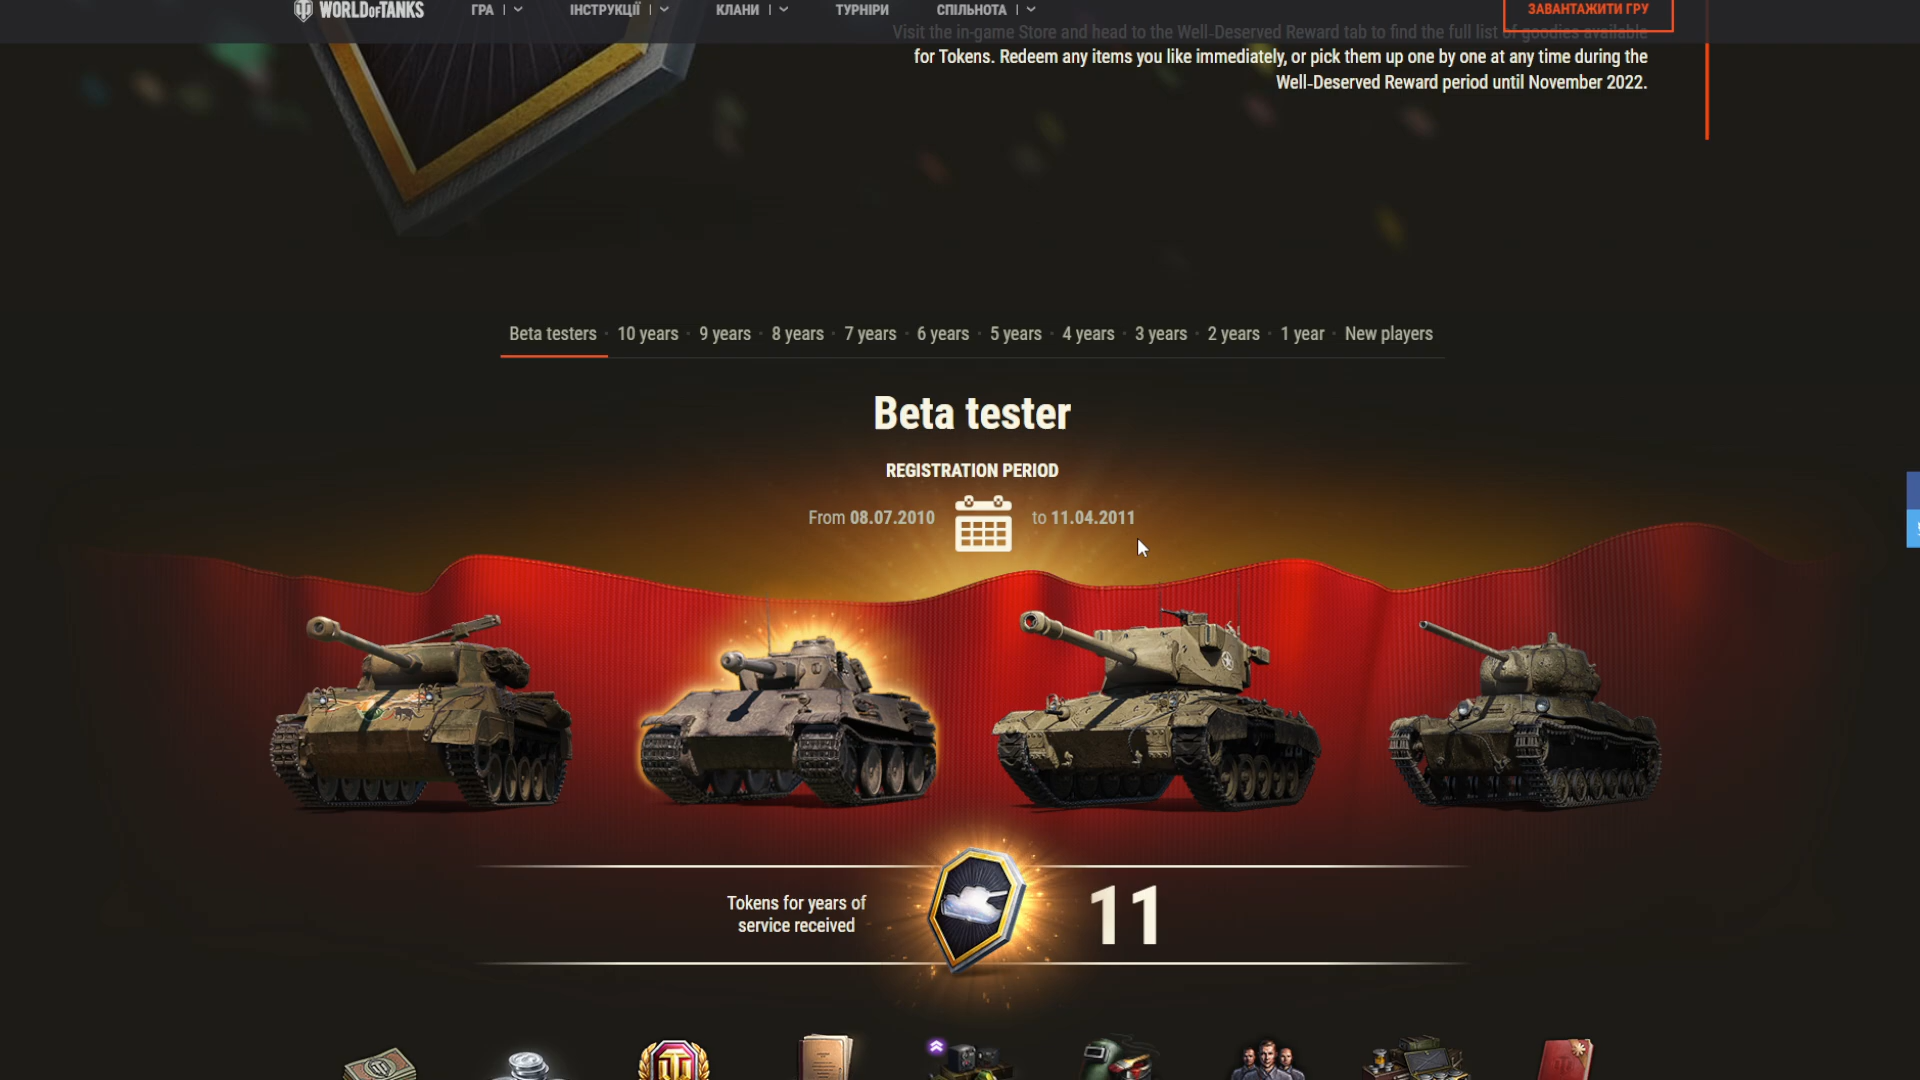 WORLD OF TANKS
ГРА
ІНСТРУКЦІЇ
КЛАНИ
ТУРНІРИ
СПІЛЬНОТА
ЗАВАНТАЖИТИ ГРУ
Visit the in-game Store and head to the Well-Deserved Reward tab to find the full list of goodies available
for Tokens. Redeem any items you like immediately, or pick them up one by one at any time during the
Well-Deserved Reward period until November 2022.
Beta testers · 10 years · 9 years · 8 years · 7 years · 6 years · 5 years · 4 years · 3 years · 2 years · 1 year · New players
Beta tester
REGISTRATION PERIOD
From 08.07.2010 to 11.04.2011
Tokens for years of
service received
11